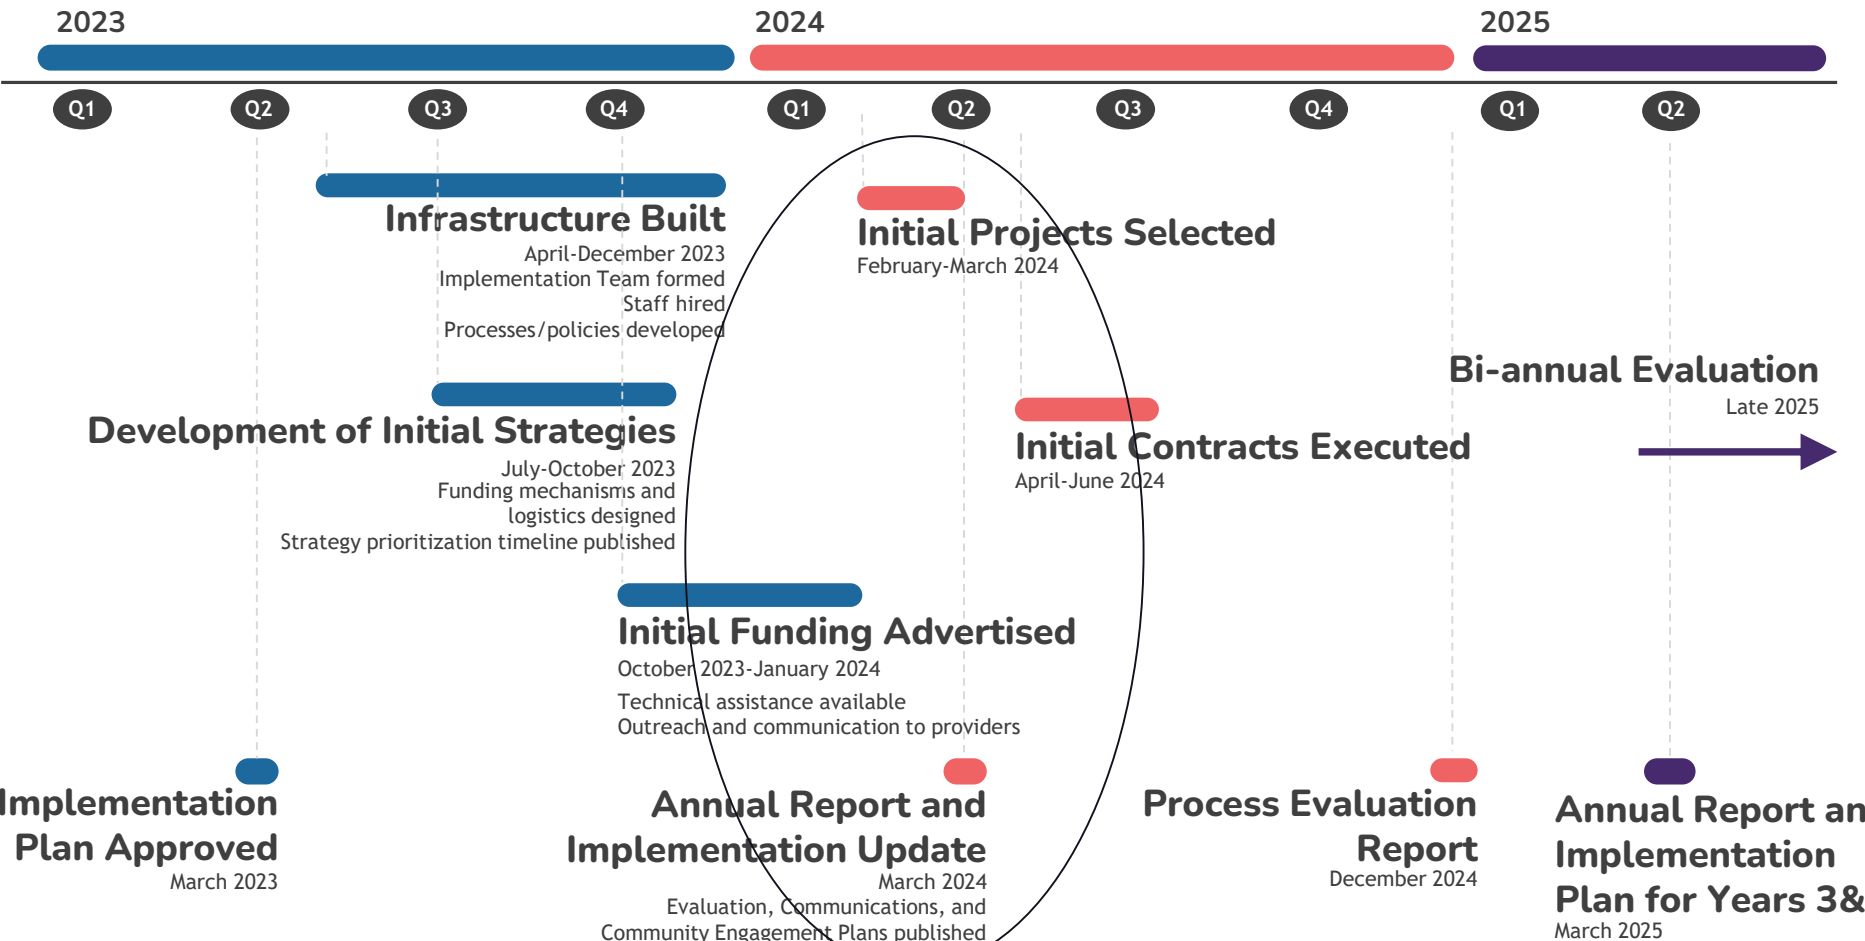 2023
2024
2025
Q1
Q2
Q3
Q4
Q1
Q2
Q3
Q4
Q1
Q2
Infrastructure Built
April-December 2023
Implementation Team formed
Staff hired
Processes/policies developed
Initial Projects Selected
February-March 2024
Development of Initial Strategies
July-October 2023
Funding mechanisms and
logistics designed
Strategy prioritization timeline published
Initial Contracts Executed
April-June 2024
Bi-annual Evaluation
Late 2025
Initial Funding Advertised
October 2023-January 2024
Technical assistance available
Outreach and communication to providers
Implementation
Plan Approved
March 2023
Annual Report and
Implementation Update
March 2024
Evaluation, Communications, and
Community Engagement Plans published
Process Evaluation
Report
December 2024
Annual Report an
Implementation
Plan for Years 3&
March 2025